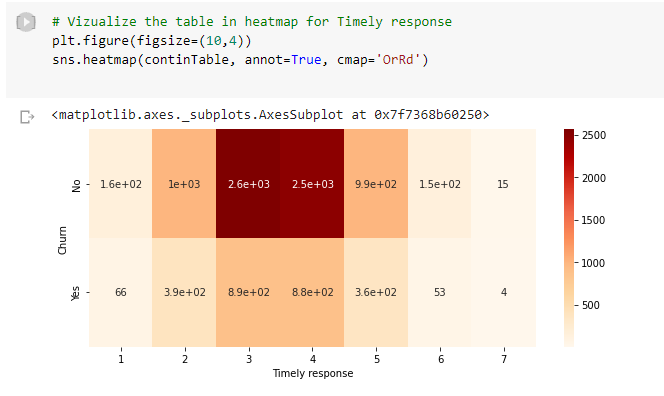 # Vizualize the table in heatmap for Timely response
plt.figure(figsize=(10,4))
sns.heatmap(continTable, annot=True, cmap='OrRd')
<matplotlib.axes._subplots.AxesSubplot at 0x7f7368b60250>
No 1.6e+02 1e+03 2.6e+03 2.5e+03 9.9e+02 1.5e+02 15
Churn
Yes 66 3.9e+02 8.9e+02 8.8e+02 3.6e+02 53 4
1 2 3 4 5 6 7
Timely response
2500
2000
1500
1000
500